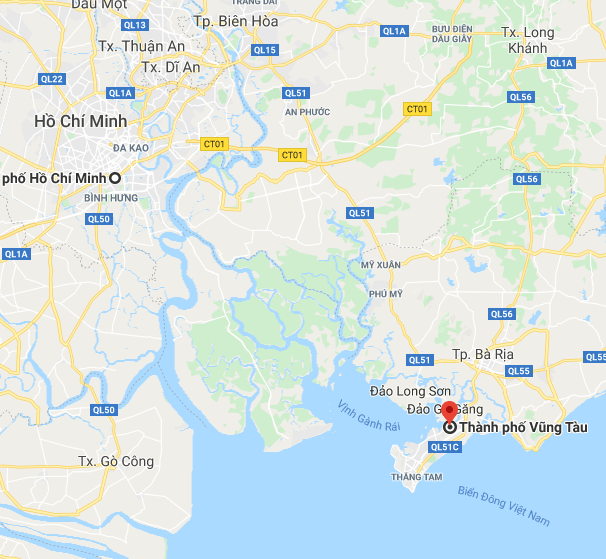 Dầu Một
TRẢNG DÀI
QL13
Tp. Biên Hòa
Tx. Thuận An
QL15
QL1A
BƯU ĐIỆN
DẦU GIÂY
Tx. Long
Khánh
Tx. Dĩ An
QL1A
QL22
QL1A
QL51
QL56
AN PHƯỚC
CT01
Hồ Chí Minh
ĐA KAO
CT01
CT01
phố Hồ Chí Minh
QL56
BÌNH HƯNG
QL50
QL51
QL1A
MỸ XUÂN
PHÚ MỸ
QL56
QL51
Tp. Bà Rịa
QL55
QL55
Đảo Long Sơn
QL50
Đảo G Găng
Vịnh Gành Rái
Thành phố Vũng Tàu
QL51C
Tx. Gò Công
THẮNG TAM
Biển Đông Việt Nam